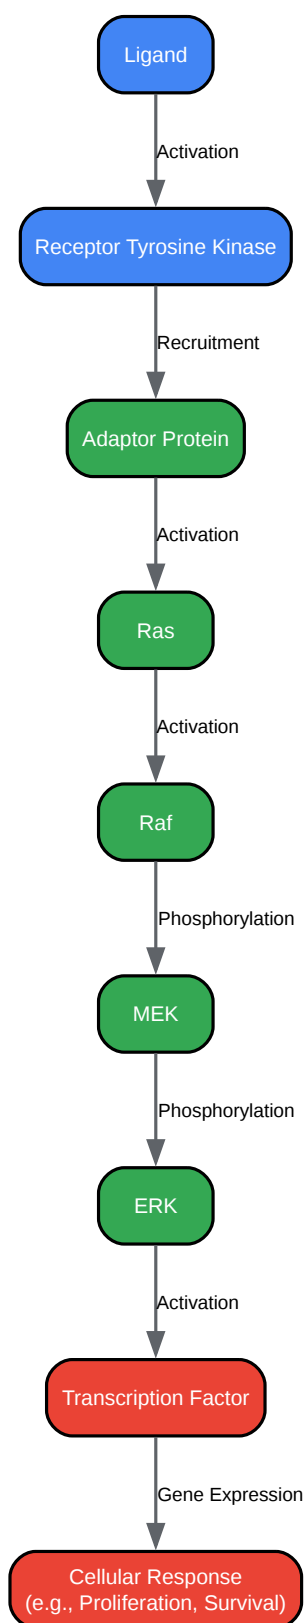 Ligand
Activation
Receptor Tyrosine Kinase
Recruitment
Adaptor Protein
Activation
Ras
Activation
Raf
Phosphorylation
MEK
Phosphorylation
ERK
Activation
Transcription Factor
Gene Expression
Cellular Response
(e.g., Proliferation, Survival)